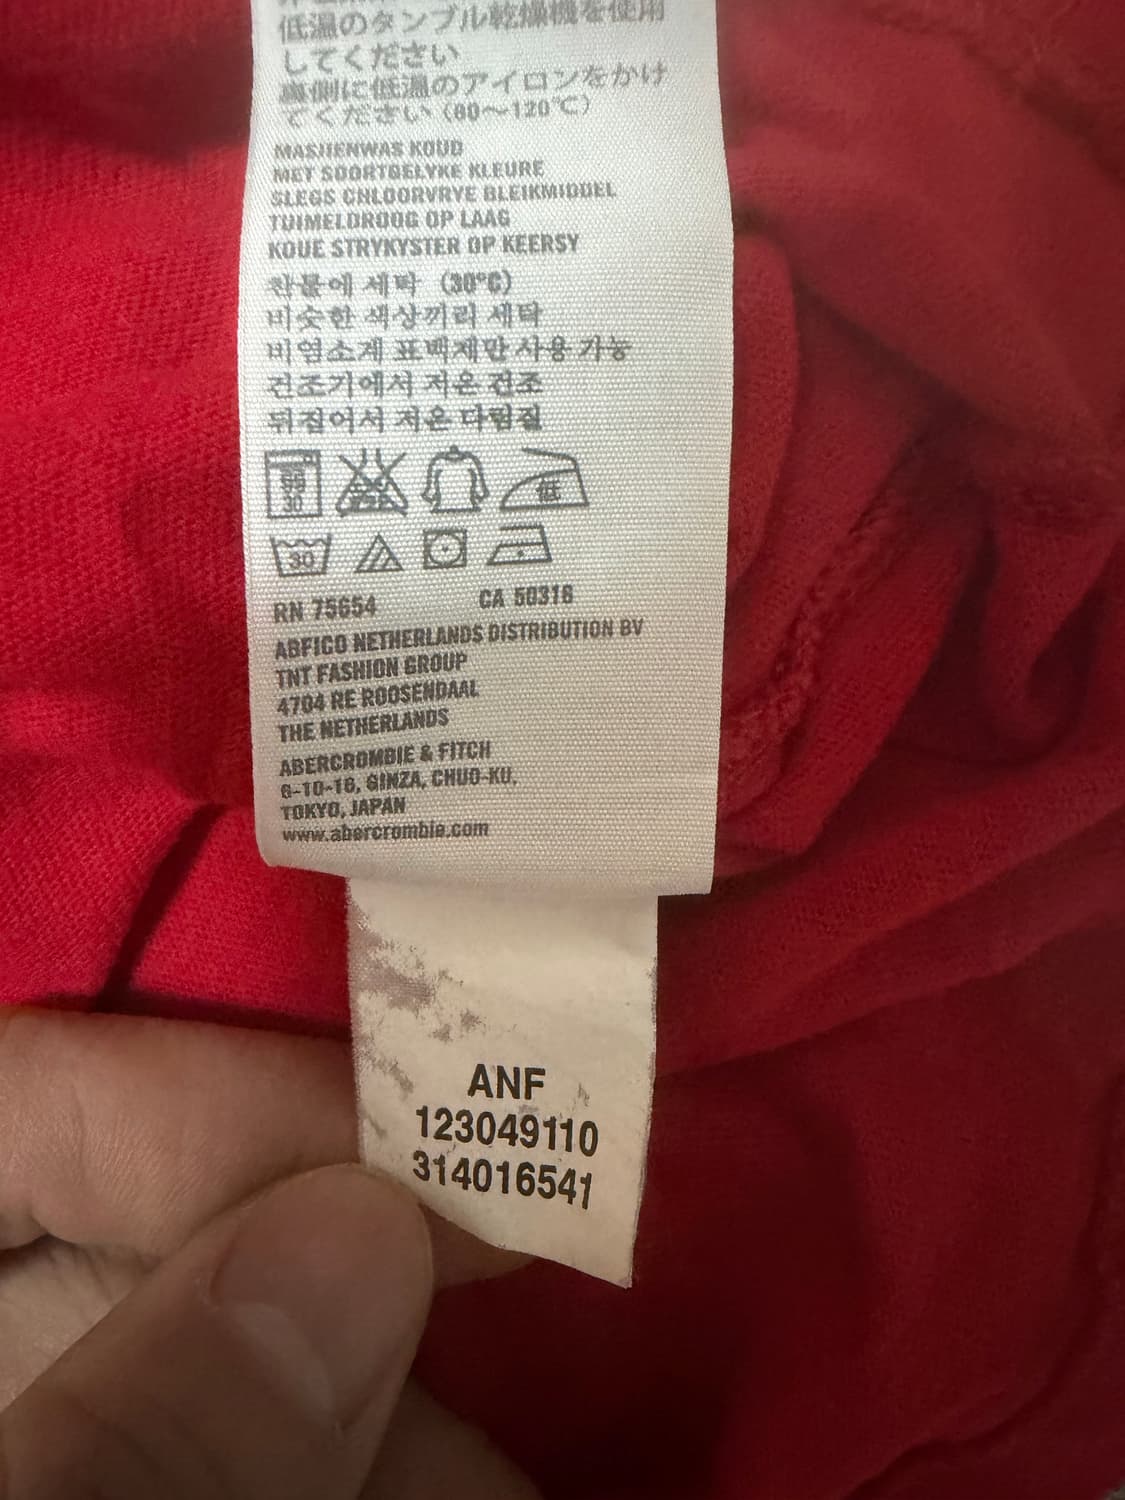 低温のタンブル乾燥機を使用
してください
裏側に低温のアイロンをかけ
てください（80～120℃）
MASJIENWAS KOUD
MET SOORTGELYKE KLEURE
SLEGS CHLOORVRYE BLEIKMIDDEL
TUIMELDROOG OP LAAG
KOUE STRYKYSTER OP KEERSY
찬물에 세탁 (30°C)
비슷한 색상끼리 세탁
비염소계 표백제만 사용 가능
건조기에서 저온 건조
뒤집어서 저온 다림질
30
低
30
RN 75654 CA 50316
ABFICO NETHERLANDS DISTRIBUTION BV
TNT FASHION GROUP
4704 RE ROOSENDAAL
THE NETHERLANDS
ABERCROMBIE & FITCH
6-10-16, GINZA, CHUO-KU,
TOKYO, JAPAN
www.abercrombie.com
ANF
123049110
314016541